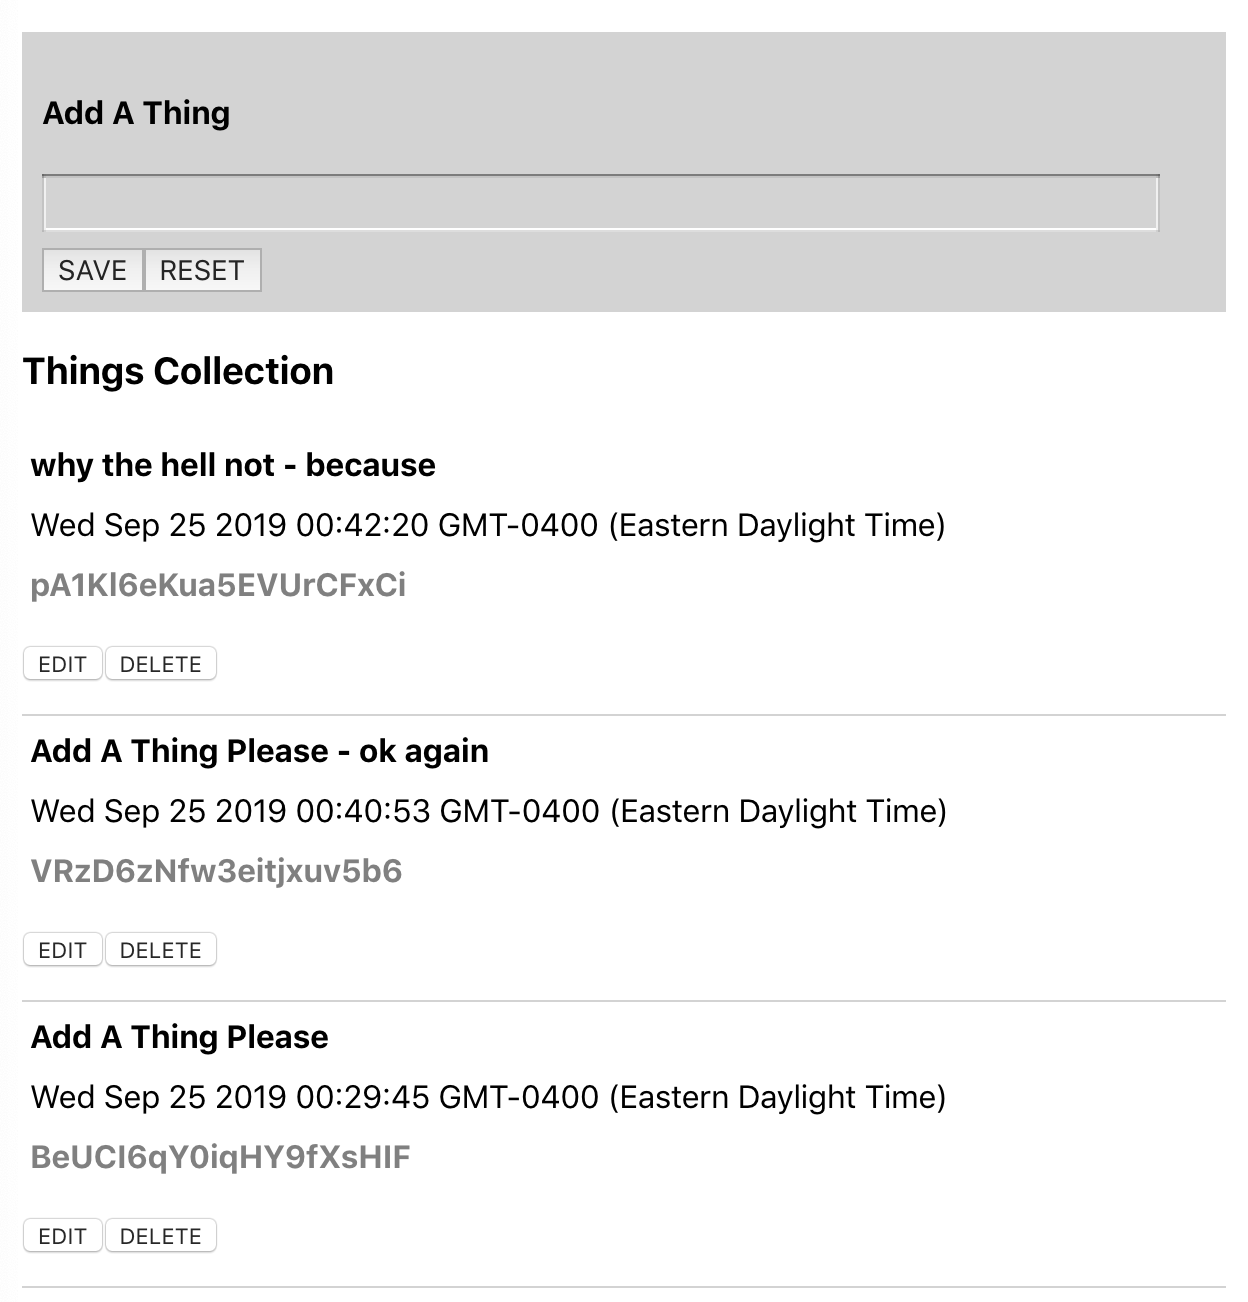 Add A Thing
SAVE RESET
Things Collection
why the hell not - because
Wed Sep 25 2019 00:42:20 GMT-0400 (Eastern Daylight Time)
pA1Kl6eKua5EVUrCFxCi
EDIT DELETE
Add A Thing Please - ok again
Wed Sep 25 2019 00:40:53 GMT-0400 (Eastern Daylight Time)
VRzD6zNfw3eitjxuv5b6
EDIT DELETE
Add A Thing Please
Wed Sep 25 2019 00:29:45 GMT-0400 (Eastern Daylight Time)
BeUCl6qY0iqHY9fXsHlF
EDIT DELETE